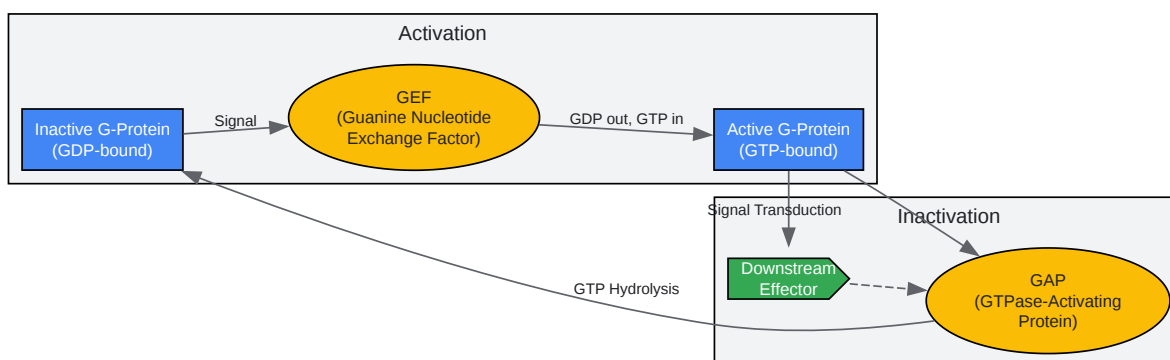 Activation
GEF
(Guanine Nucleotide
Exchange Factor)
Inactive G-Protein
(GDP-bound)
Signal
GDP out, GTP in
Active G-Protein
(GTP-bound)
Signal Transduction
Inactivation
Downstream
Effector
GAP
(GTPase-Activating
Protein)
GTP Hydrolysis